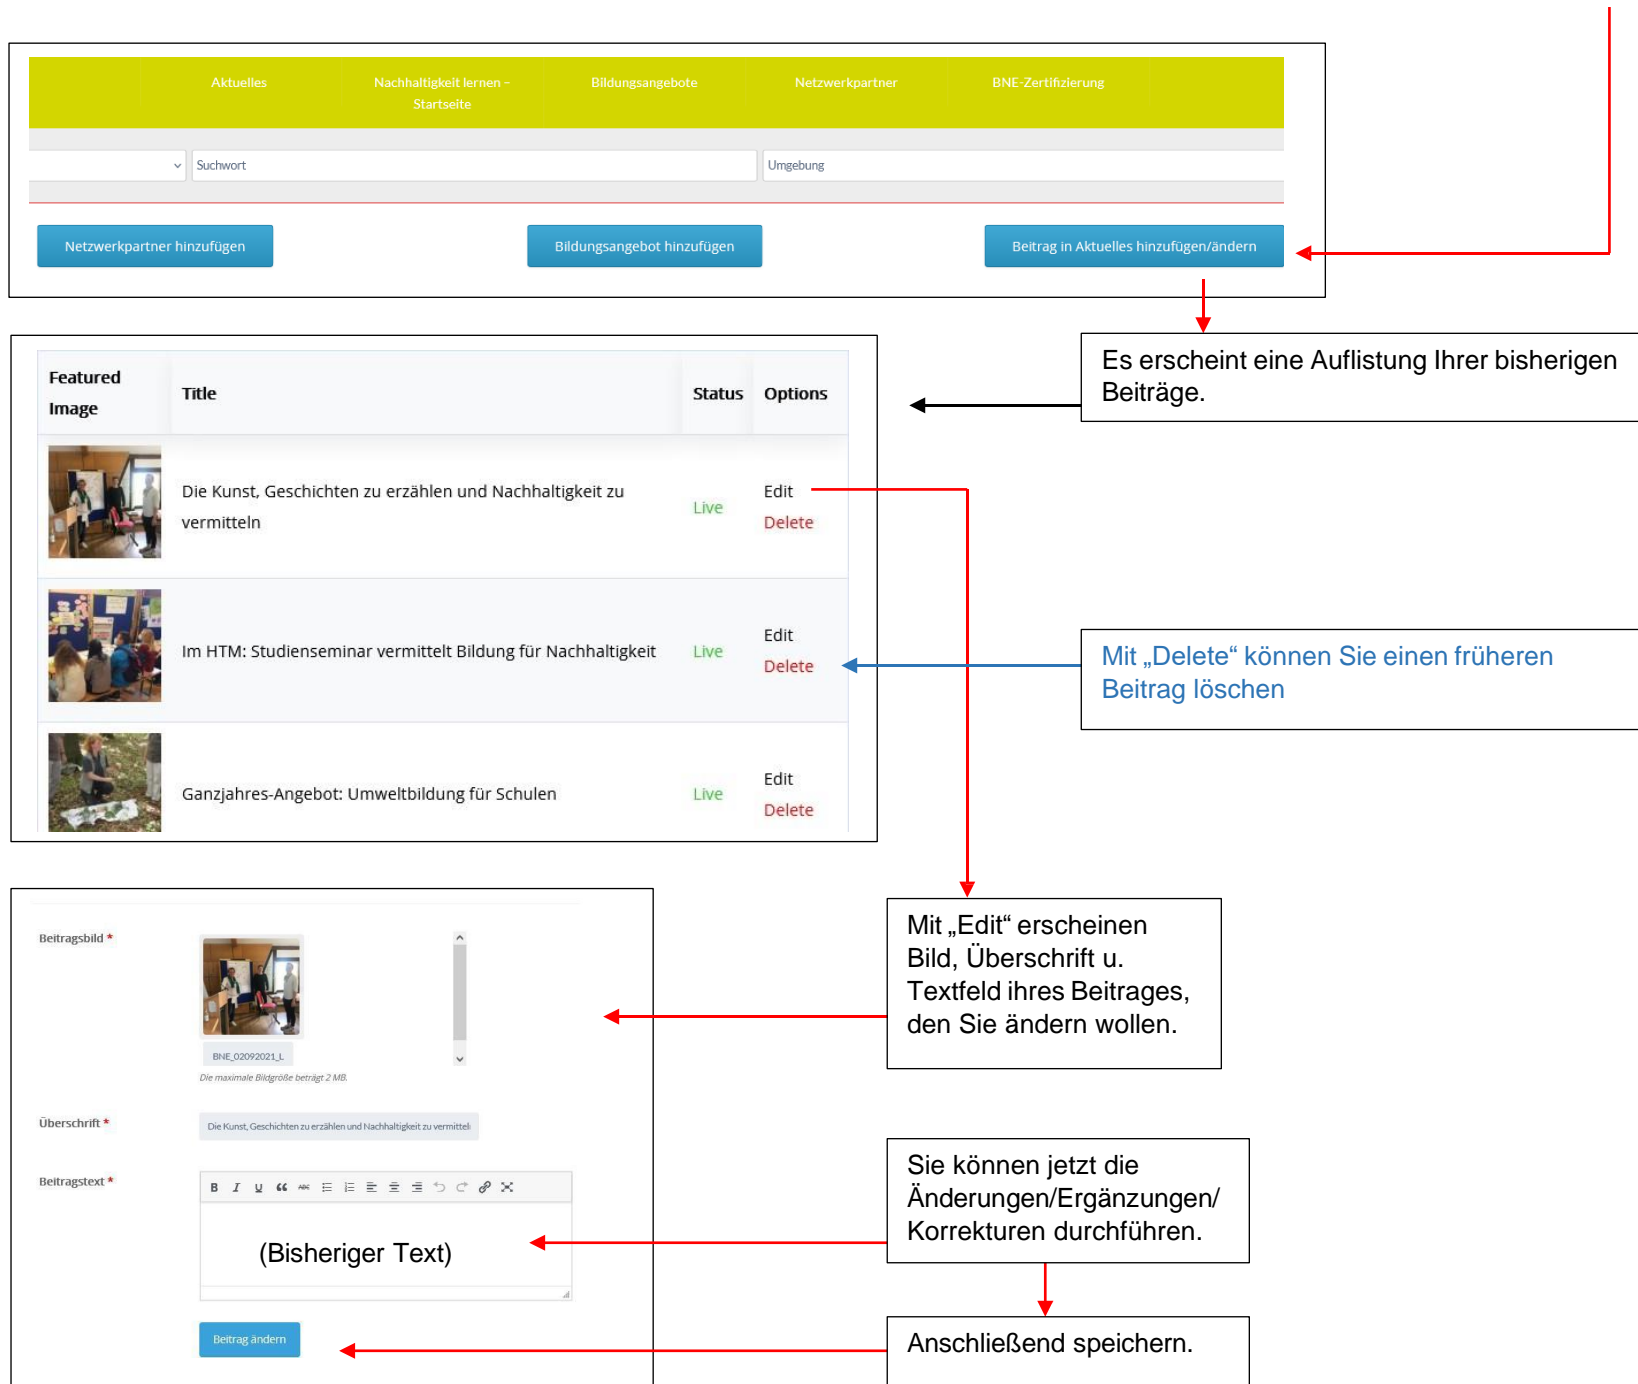 Aktuelles
Nachhaltigkeit lernen –
Startseite
Bildungsangebote
Netzwerkpartner
BNE-Zertifizierung
Suchwort
Umgebung
Netzwerkpartner hinzufügen
Bildungsangebot hinzufügen
Beitrag in Aktuelles hinzufügen/ändern
Es erscheint eine Auflistung Ihrer bisherigen
Beiträge.
Featured
Image
Title
Status
Options
Die Kunst, Geschichten zu erzählen und Nachhaltigkeit zu
vermitteln
Live
Edit
Delete
Im HTM: Studienseminar vermittelt Bildung für Nachhaltigkeit
Live
Edit
Delete
Mit „Delete“ können Sie einen früheren
Beitrag löschen
Ganzjahres-Angebot: Umweltbildung für Schulen
Live
Edit
Delete
Beitragsbild *
BNE_02092021_L
Die maximale Bildgröße beträgt 2 MB.
Mit „Edit“ erscheinen
Bild, Überschrift u.
Textfeld ihres Beitrages,
den Sie ändern wollen.
Überschrift *
Die Kunst, Geschichten zu erzählen und Nachhaltigkeit zu vermittel
Beitragstext *
B I U “ ABC
(Bisheriger Text)
Sie können jetzt die
Änderungen/Ergänzungen/
Korrekturen durchführen.
Beitrag ändern
Anschließend speichern.